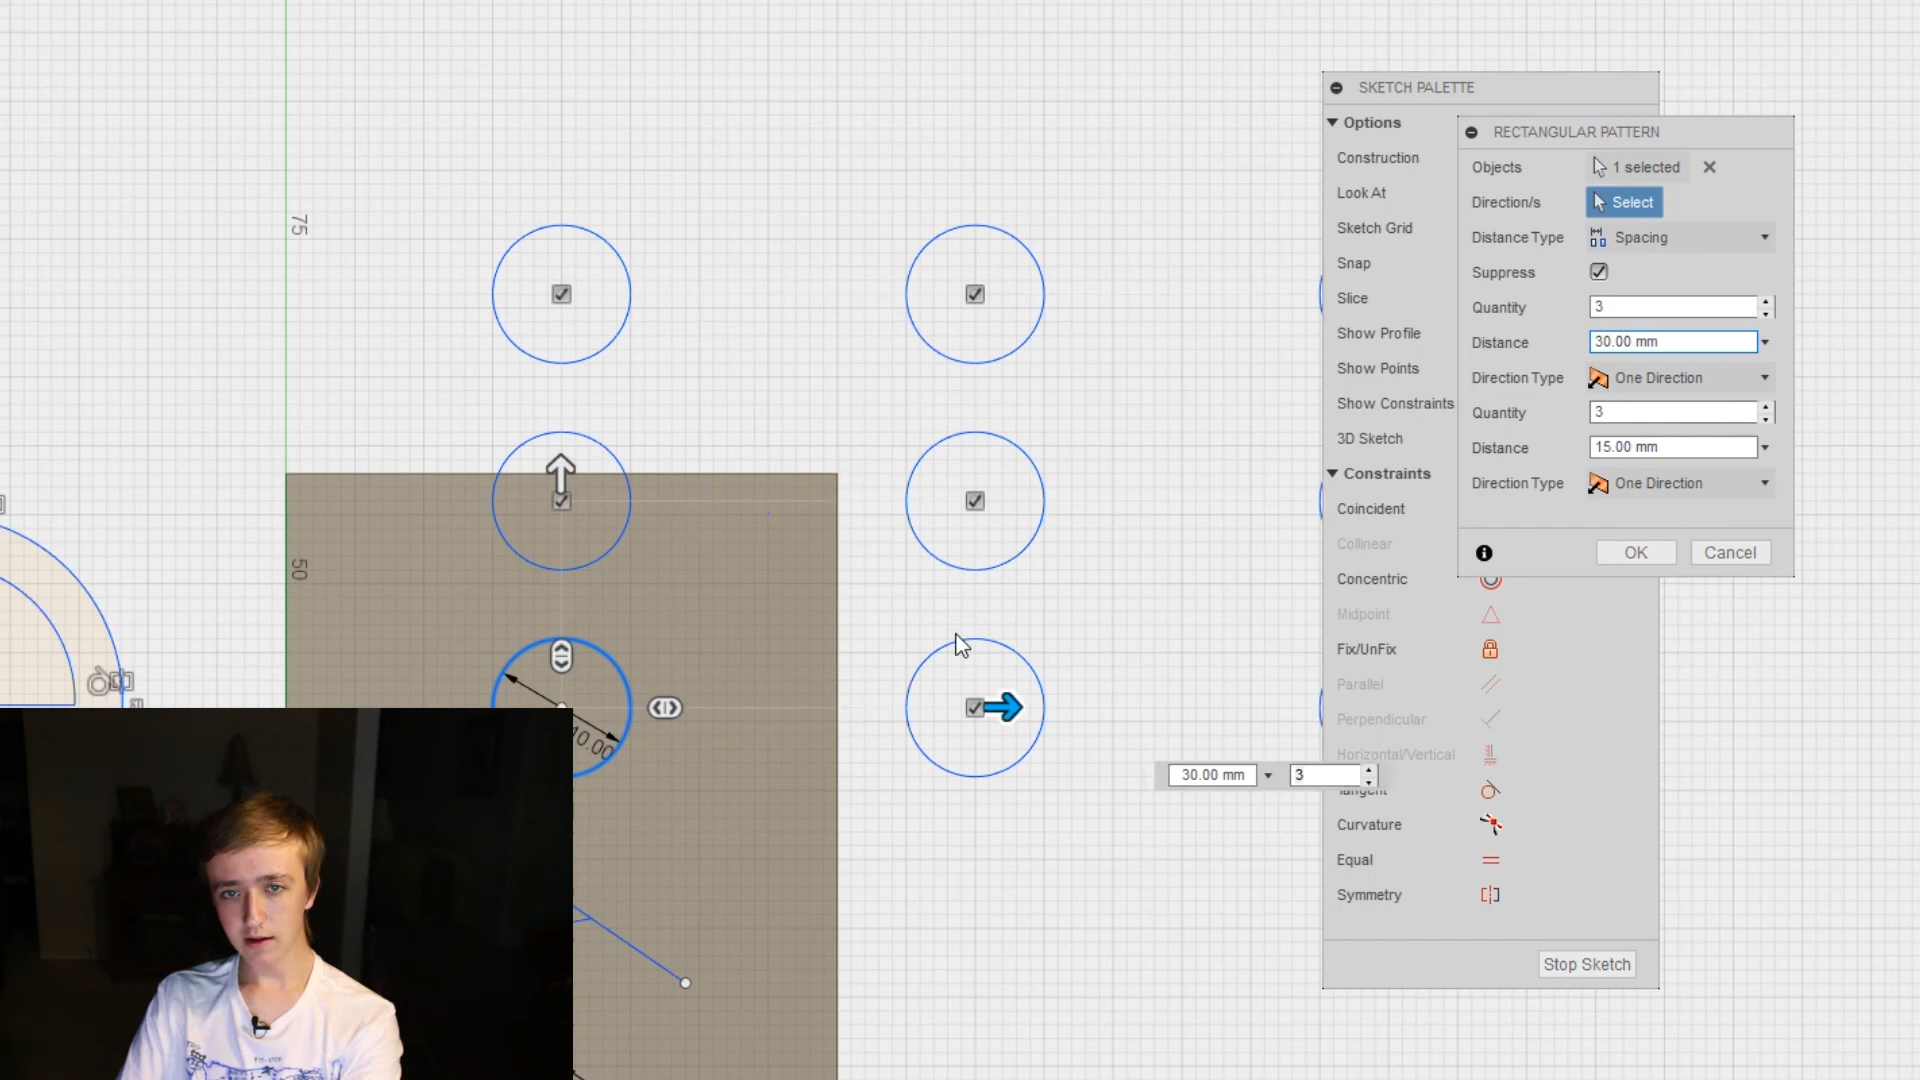 SKETCH PALETTE
Options
Construction
Look At
Sketch Grid
Snap
Slice
Show Profile
Show Points
Show Constraints
3D Sketch
Constraints
Coincident
Collinear
Concentric
Midpoint
Fix/UnFix
Parallel
Perpendicular
Horizontal/Vertical
Tangent
Curvature
Equal
Symmetry
Stop Sketch
RECTANGULAR PATTERN
Objects 1 selected
Direction/s Select
Distance Type Spacing
Suppress
Quantity 3
Distance 30.00 mm
Direction Type One Direction
Quantity 3
Distance 15.00 mm
Direction Type One Direction
OK Cancel
75
50
10.00
30.00 mm 3